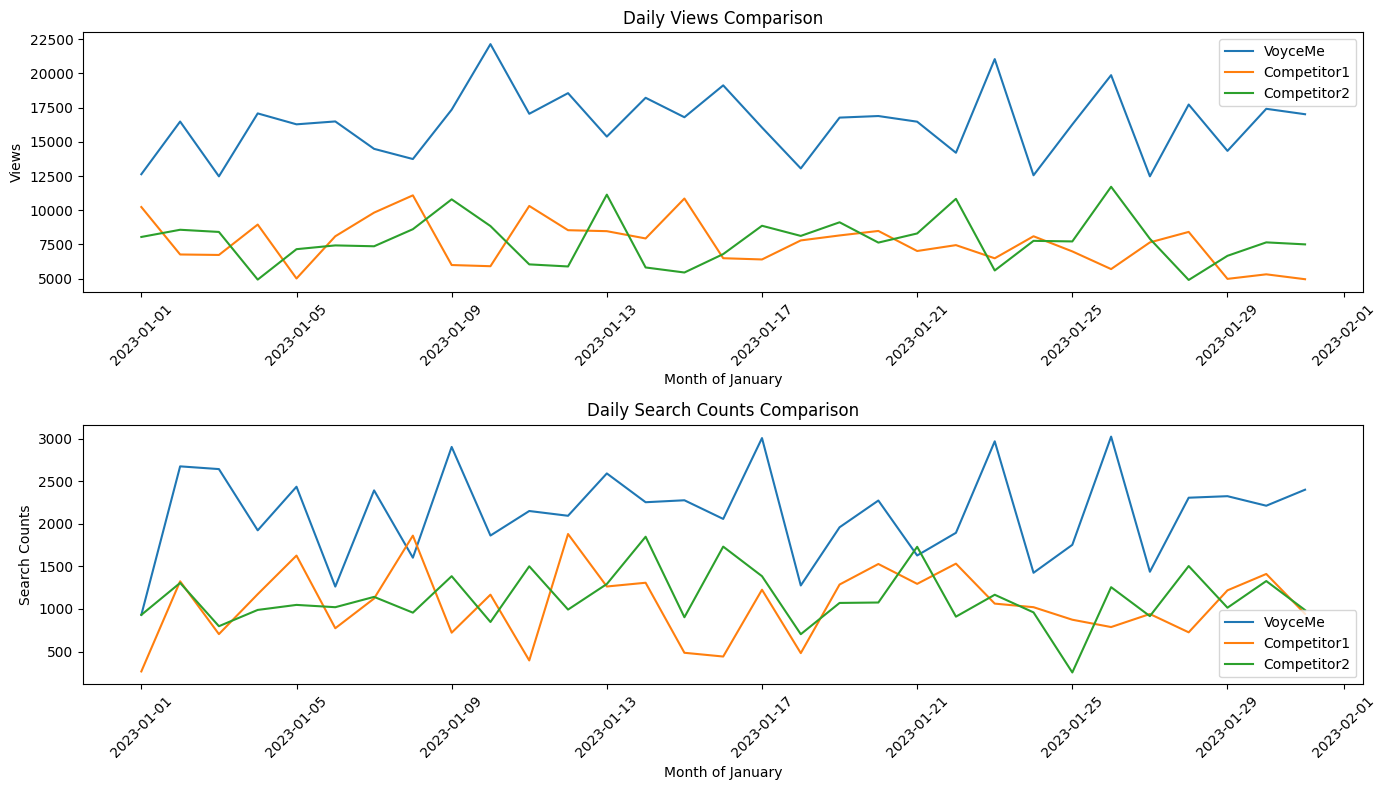 Daily Views Comparison
22500
20000
17500
15000
12500
10000
7500
5000
Views
VoyceMe
Competitor1
Competitor2
2023-01-01
2023-01-05
2023-01-09
2023-01-13
2023-01-17
2023-01-21
2023-01-25
2023-01-29
2023-02-01
Month of January
Daily Search Counts Comparison
3000
2500
2000
1500
1000
500
Search Counts
VoyceMe
Competitor1
Competitor2
2023-01-01
2023-01-05
2023-01-09
2023-01-13
2023-01-17
2023-01-21
2023-01-25
2023-01-29
2023-02-01
Month of January